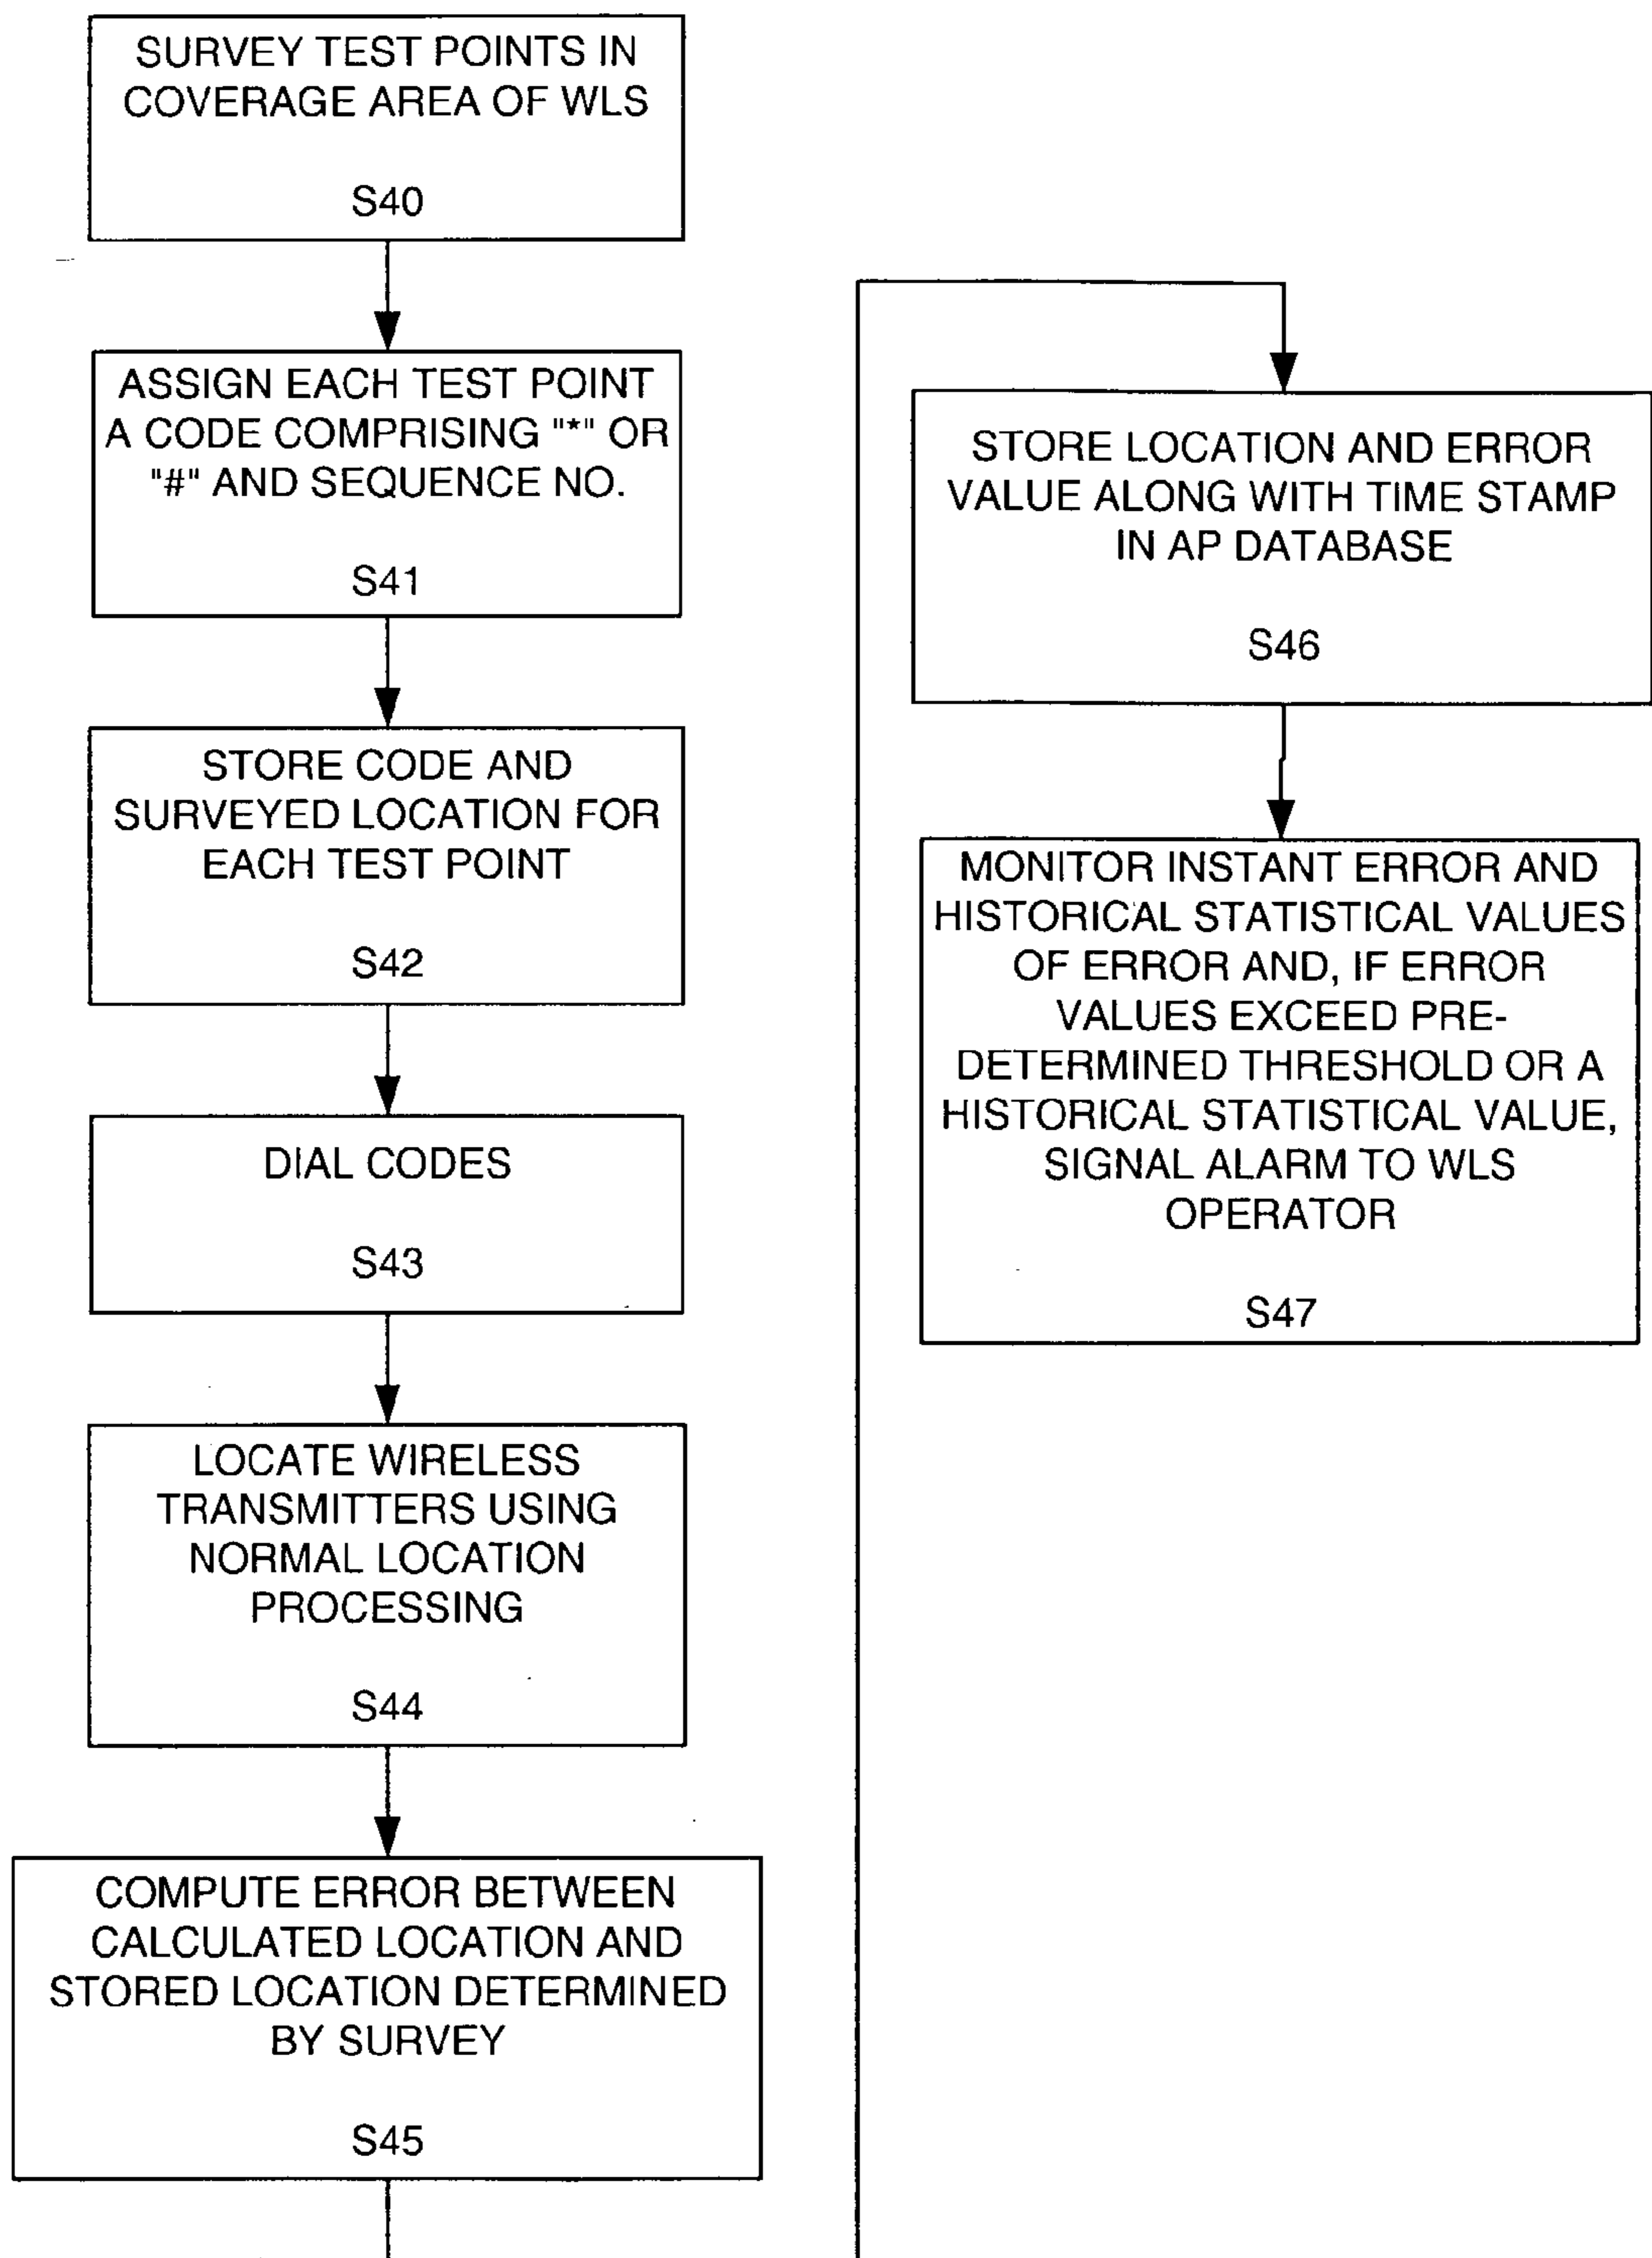 SURVEY TEST POINTS IN
COVERAGE AREA OF WLS
S40
ASSIGN EACH TEST POINT
A CODE COMPRISING "*" OR
"#" AND SEQUENCE NO.
S41
STORE CODE AND
SURVEYED LOCATION FOR
EACH TEST POINT
S42
DIAL CODES
S43
LOCATE WIRELESS
TRANSMITTERS USING
NORMAL LOCATION
PROCESSING
S44
COMPUTE ERROR BETWEEN
CALCULATED LOCATION AND
STORED LOCATION DETERMINED
BY SURVEY
S45
STORE LOCATION AND ERROR
VALUE ALONG WITH TIME STAMP
IN AP DATABASE
S46
MONITOR INSTANT ERROR AND
HISTORICAL STATISTICAL VALUES
OF ERROR AND, IF ERROR
VALUES EXCEED PRE-
DETERMINED THRESHOLD OR A
HISTORICAL STATISTICAL VALUE,
SIGNAL ALARM TO WLS
OPERATOR
S47